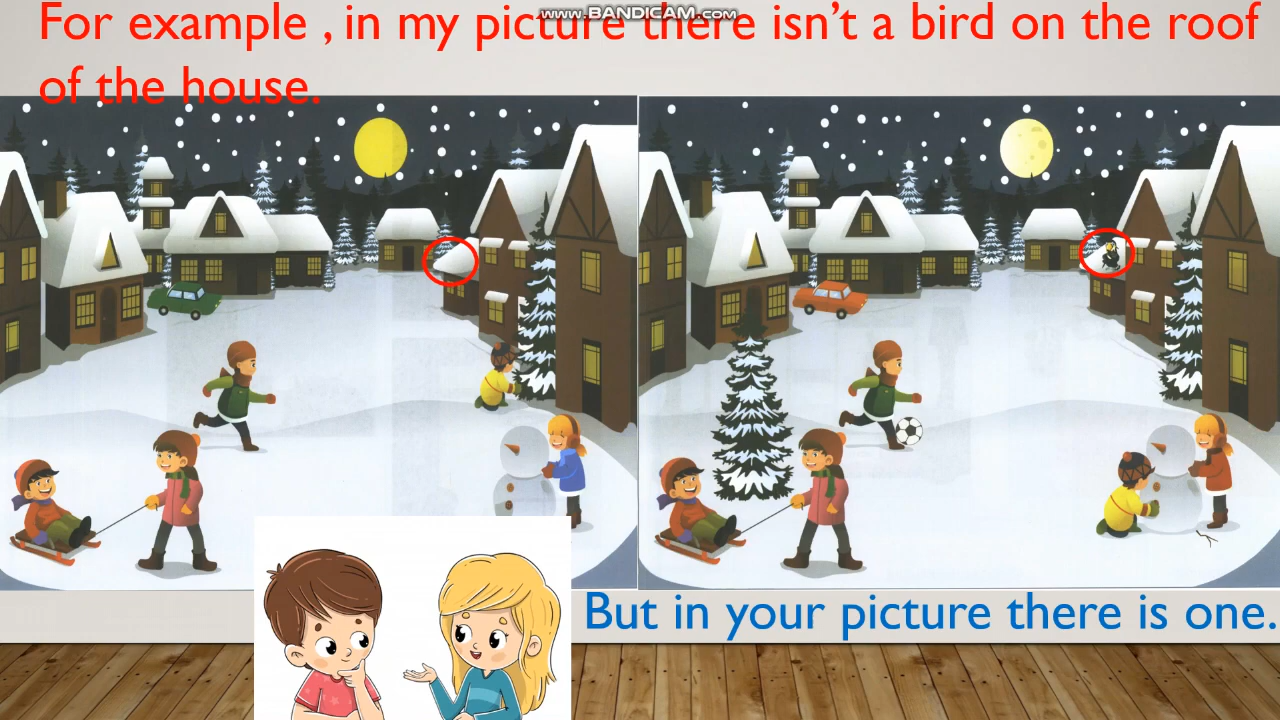 www.BANDICAM.com
For example , in my picture there isn't a bird on the roof
of the house.
But in your picture there is one.